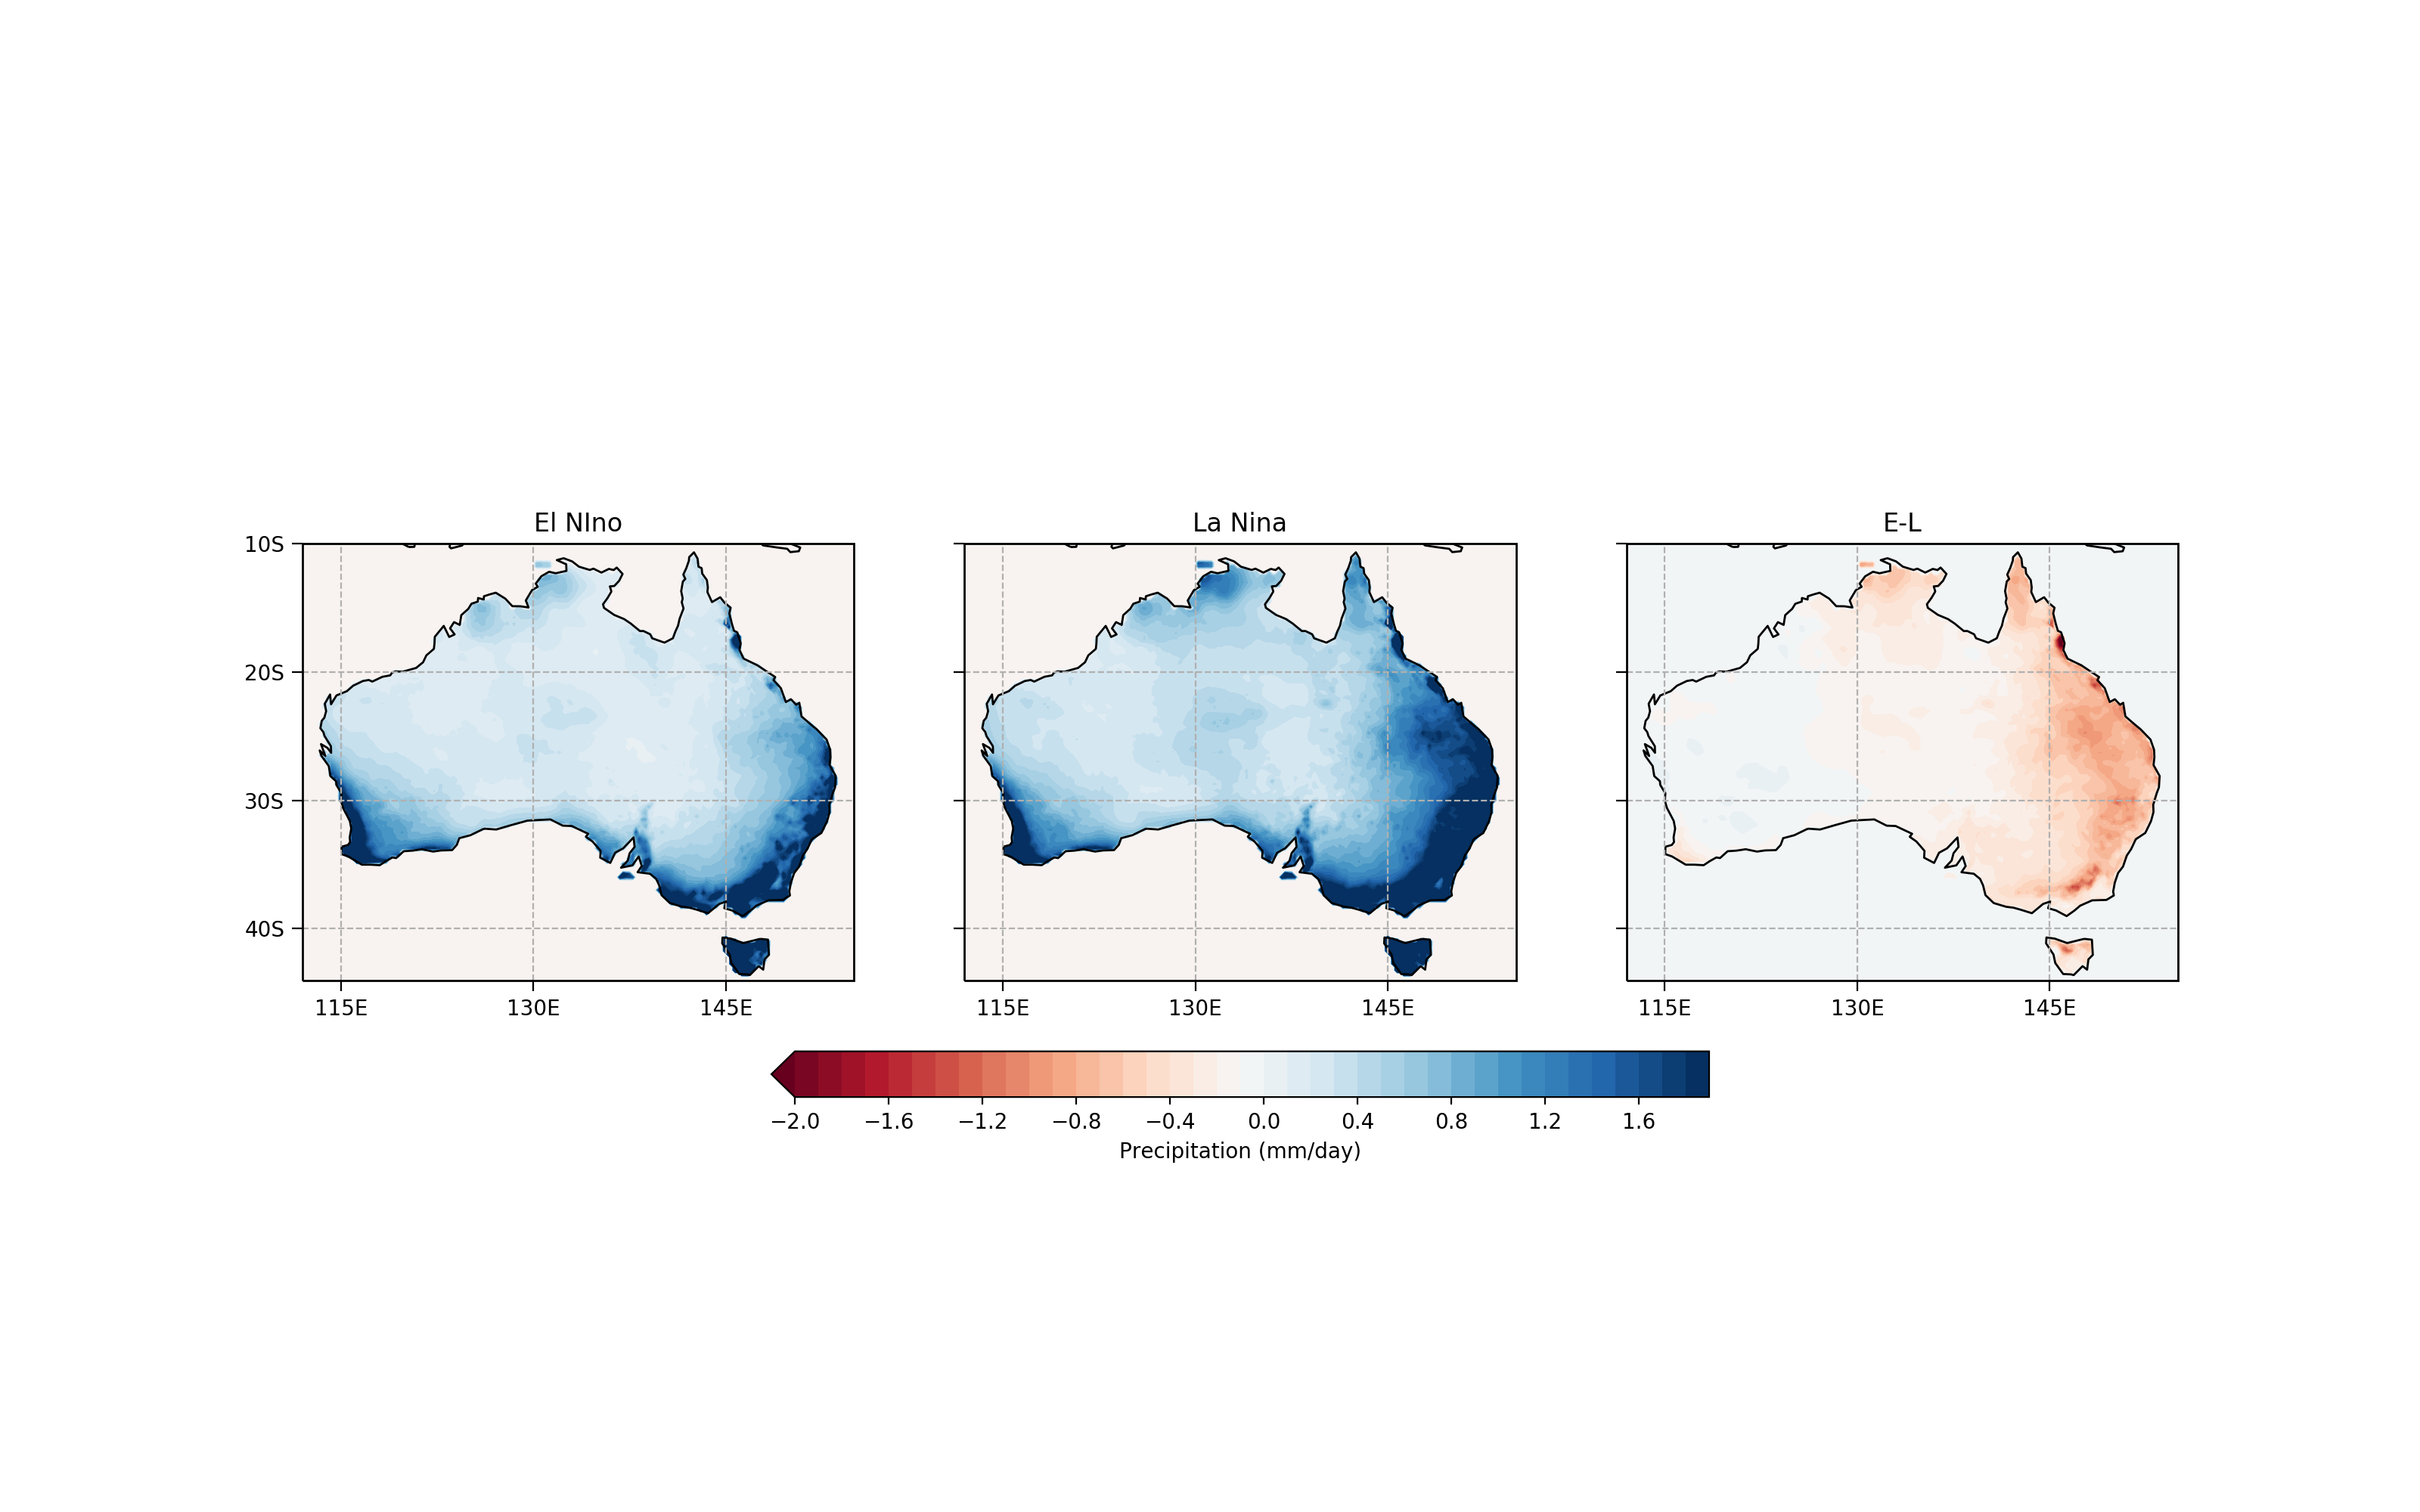 El NIno
La Nina
E-L
10S
20S
30S
40S
115E 130E 145E
115E 130E 145E
115E 130E 145E
−2.0 −1.6 −1.2 −0.8 −0.4 0.0 0.4 0.8 1.2 1.6
Precipitation (mm/day)